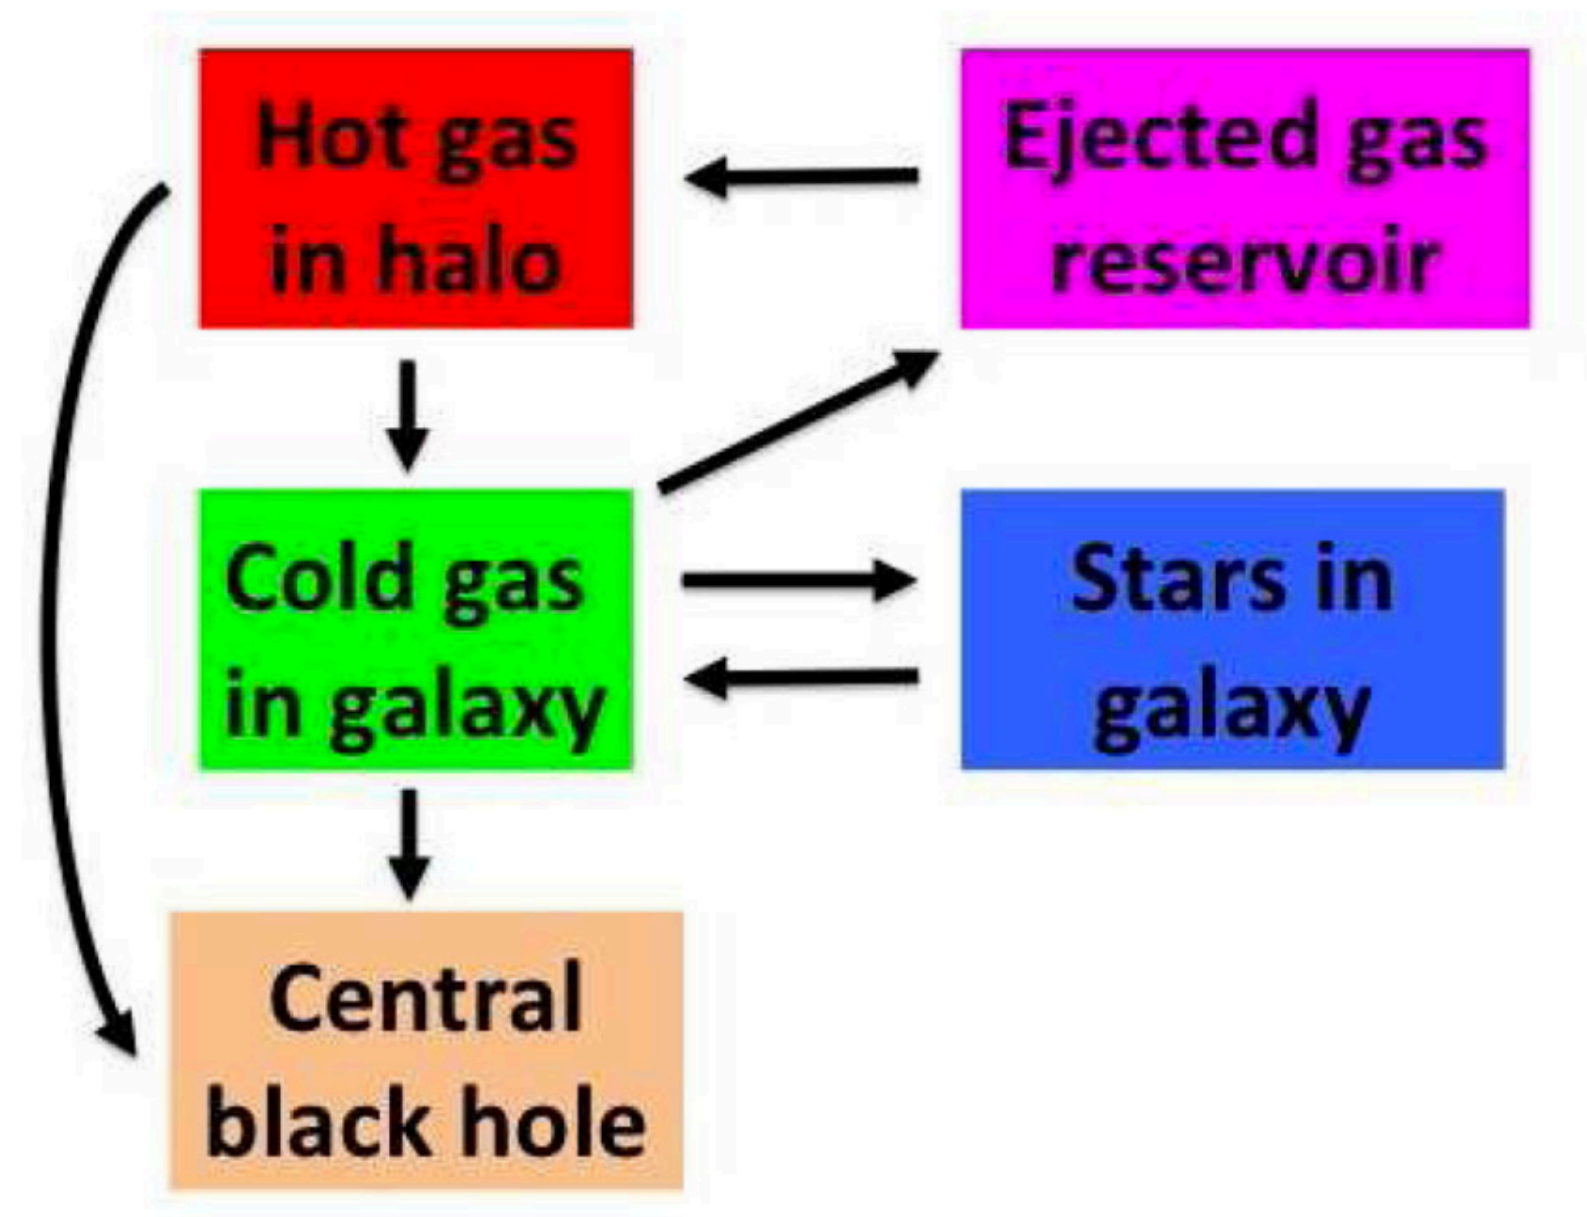 Hot gas
in halo
Ejected gas
reservoir
Cold gas
in galaxy
Stars in
galaxy
Central
black hole